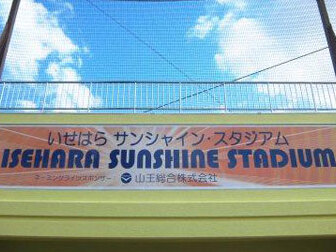 いせはら サンシャイン・スタジアム
ISEHARA SUNSHINE STADIUM
ネーミングライツスポンサー 山王総合株式会社